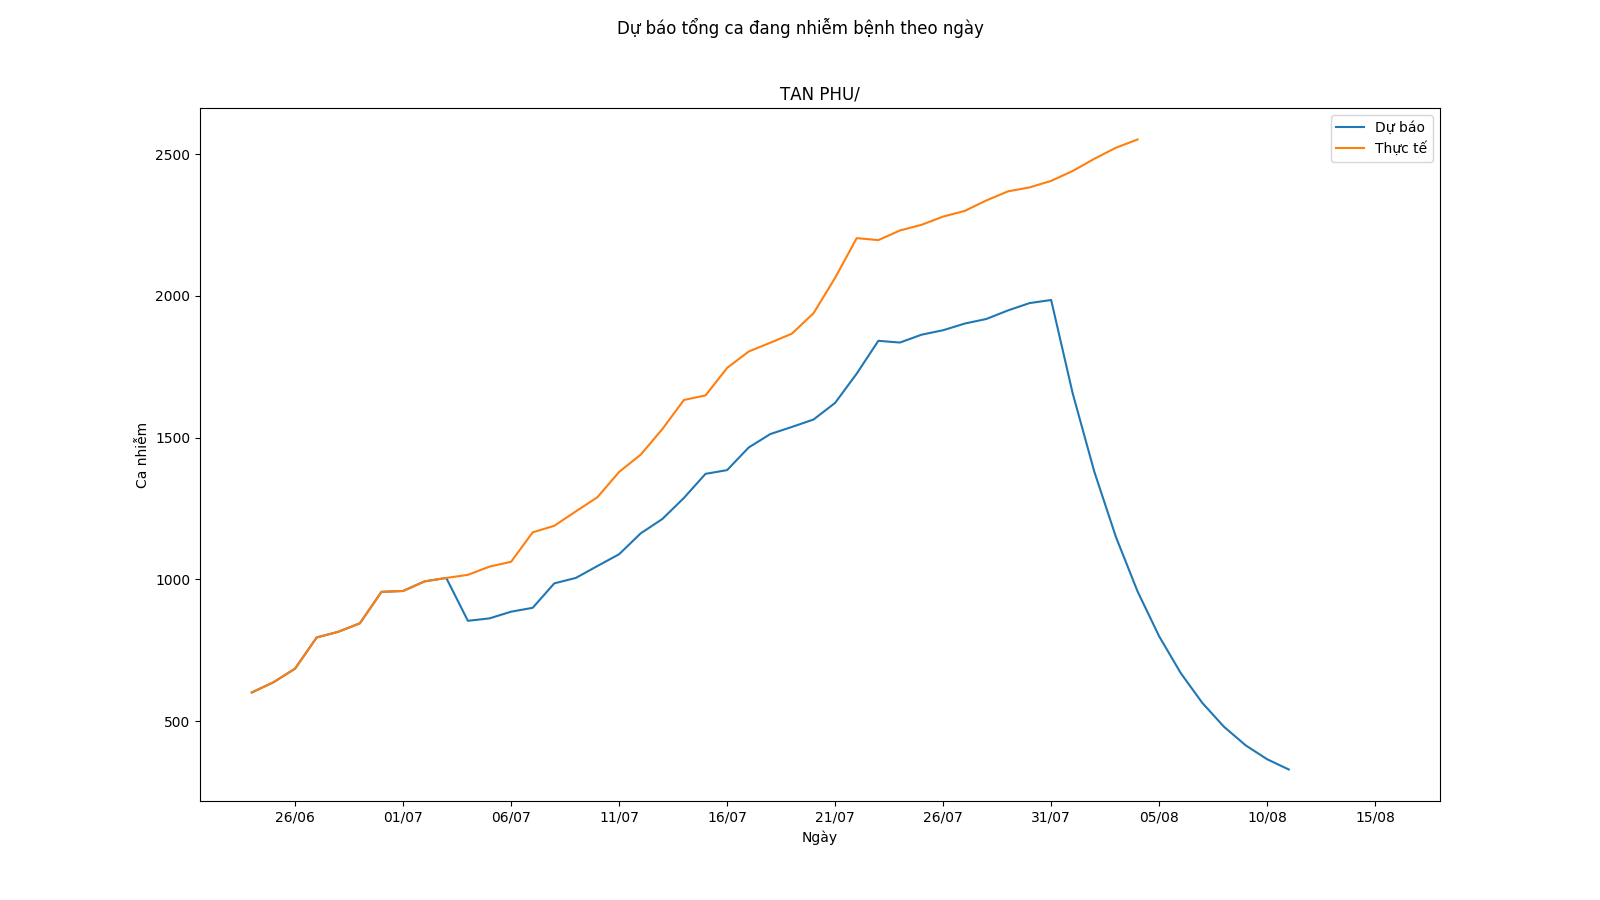 Dự báo tổng ca đang nhiễm bệnh theo ngày
TAN PHU/
Dự báo
Thực tế
2500
2000
1500
1000
500
Ca nhiễm
26/06
01/07
06/07
11/07
16/07
21/07
26/07
31/07
05/08
10/08
15/08
Ngày